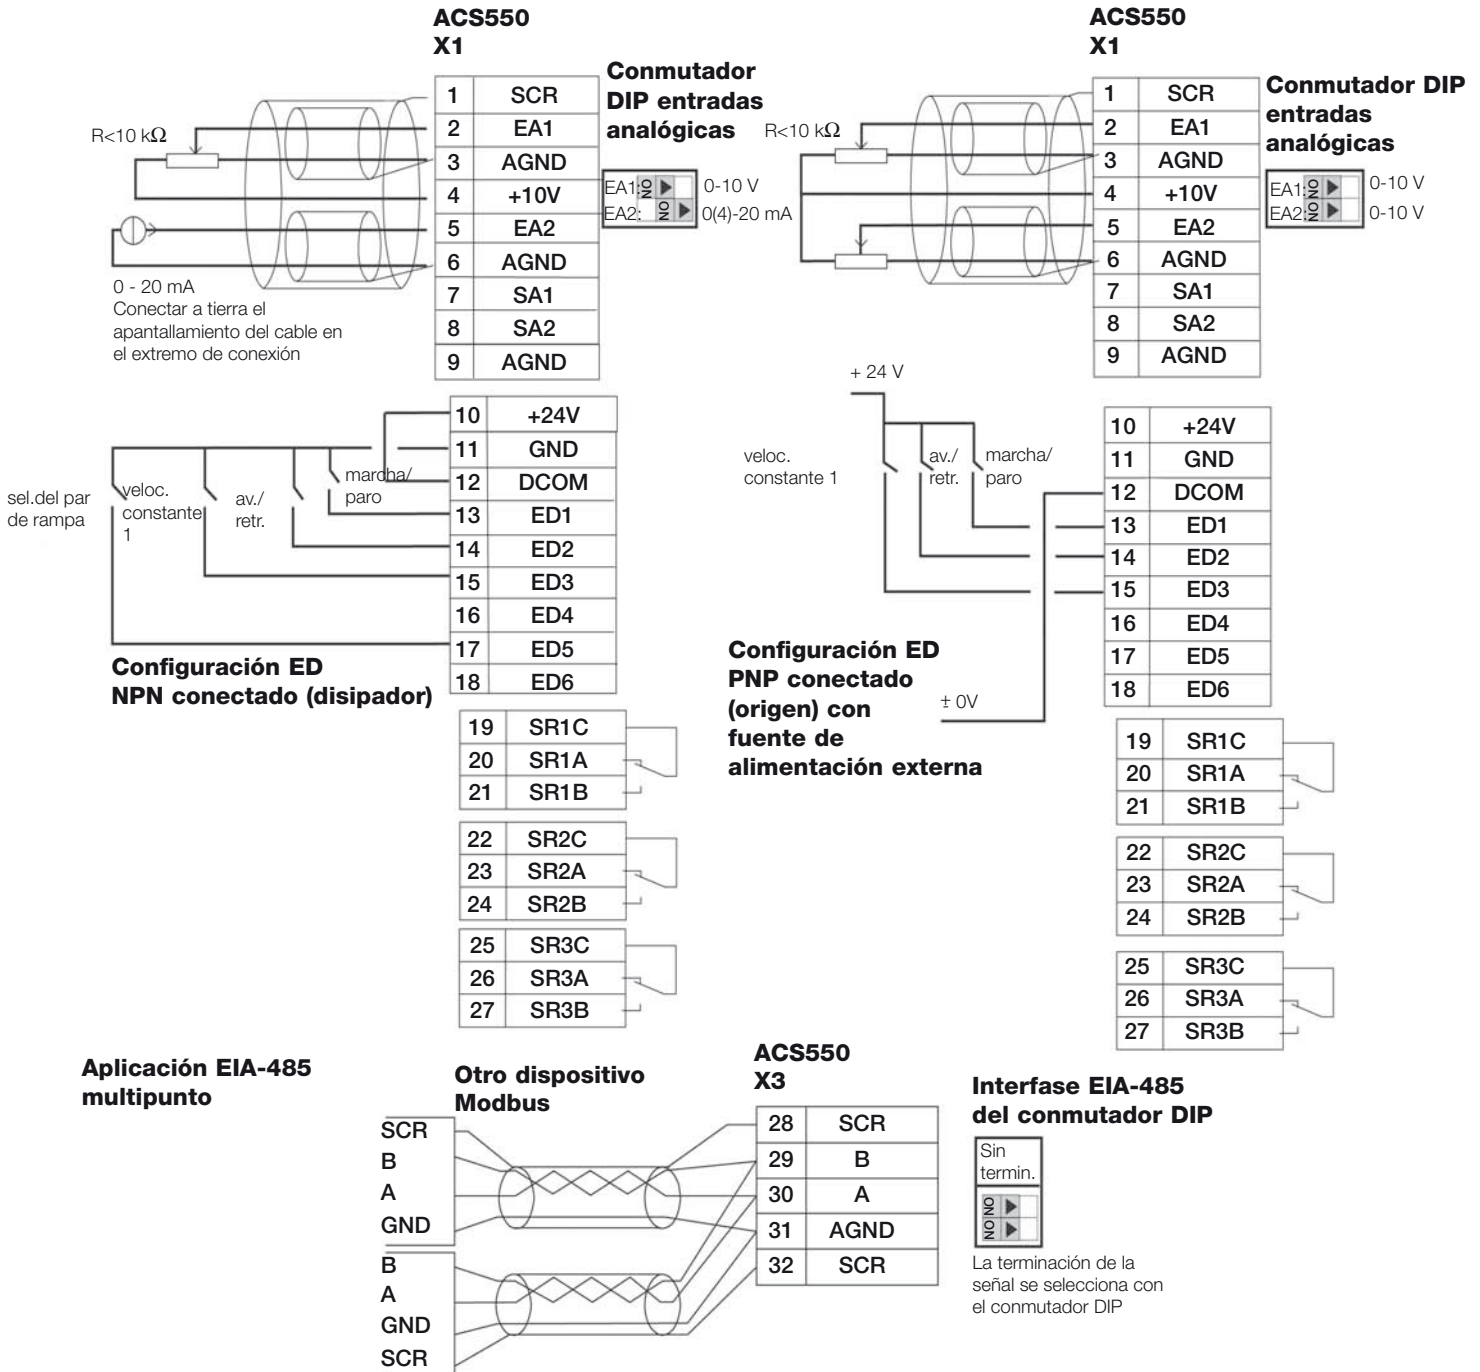 ACS550
X1
Conmutador
DIP entradas
analógicas
R<10 kΩ
1 SCR
2 EA1
3 AGND
4 +10V
5 EA2
6 AGND
7 SA1
8 SA2
9 AGND
EA1: NO 0-10 V
EA2: NO 0(4)-20 mA
0 - 20 mA
Conectar a tierra el
apantallamiento del cable en
el extremo de conexión
10 +24V
11 GND
12 DCOM
13 ED1
14 ED2
15 ED3
16 ED4
17 ED5
18 ED6
sel.del par
de rampa
veloc.
constante
1
av./
retr.
marcha/
paro
Configuración ED
NPN conectado (disipador)
19 SR1C
20 SR1A
21 SR1B
22 SR2C
23 SR2A
24 SR2B
25 SR3C
26 SR3A
27 SR3B
ACS550
X1
Conmutador DIP
entradas
analógicas
R<10 kΩ
1 SCR
2 EA1
3 AGND
4 +10V
5 EA2
6 AGND
7 SA1
8 SA2
9 AGND
EA1: NO 0-10 V
EA2: NO 0-10 V
+ 24 V
10 +24V
11 GND
12 DCOM
13 ED1
14 ED2
15 ED3
16 ED4
17 ED5
18 ED6
veloc.
constante 1
av./
retr.
marcha/
paro
Configuración ED
PNP conectado
(origen) con
fuente de
alimentación externa
± 0V
19 SR1C
20 SR1A
21 SR1B
22 SR2C
23 SR2A
24 SR2B
25 SR3C
26 SR3A
27 SR3B
Aplicación EIA-485
multipunto
Otro dispositivo
Modbus
SCR
B
A
GND
B
A
GND
SCR
ACS550
X3
28 SCR
29 B
30 A
31 AGND
32 SCR
Interfase EIA-485
del conmutador DIP
Sin
termin.
NO
NO
La terminación de la
señal se selecciona con
el conmutador DIP